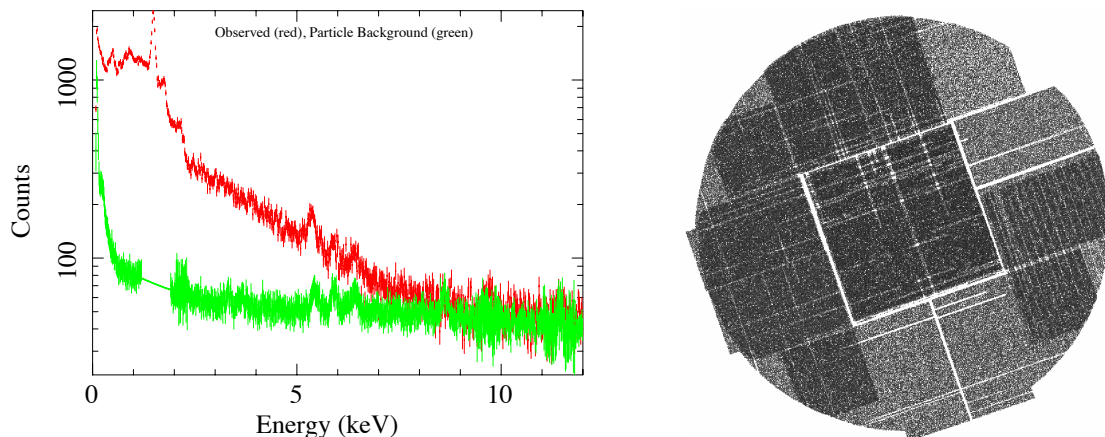 Observed (red), Particle Background (green)
1000
100
Counts
0 5 10
Energy (keV)